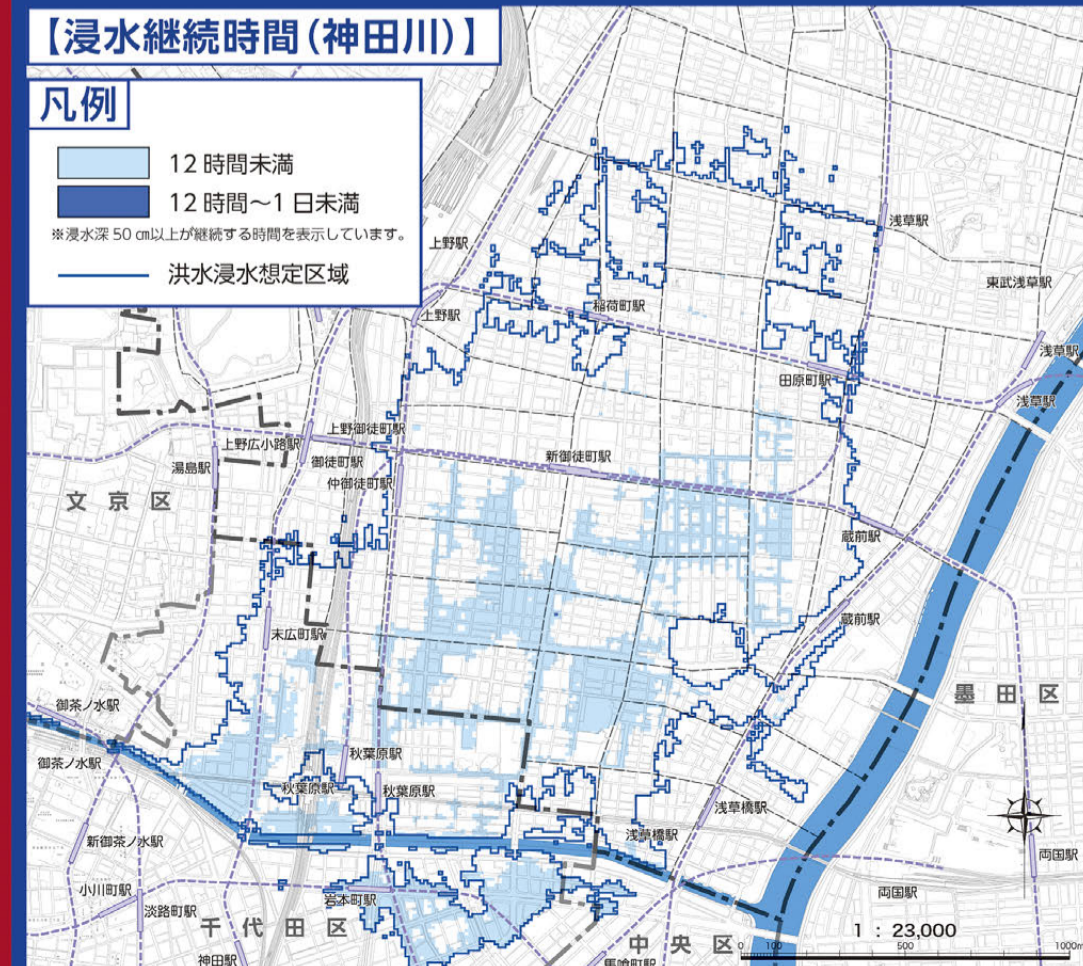 【浸水継続時間(神田川)】
凡例
12時間未満
12時間～1日未満
※浸水深50㎝以上が継続する時間を表示しています。
洪水浸水想定区域
上野駅
浅草駅
東武浅草駅
上野駅
稲荷町駅
浅草駅
田原町駅
浅草駅
上野御徒町駅
上野広小路駅
御徒町駅
新御徒町駅
湯島駅
仲御徒町駅
文京区
蔵前駅
末広町駅
蔵前駅
墨田区
御茶ノ水駅
御茶ノ水駅
秋葉原駅
秋葉原駅
秋葉原駅
浅草橋駅
浅草橋駅
新御茶ノ水駅
両国駅
小川町駅
岩本町駅
両国駅
淡路町駅
千代田区
中央区
1：23,000
神田駅
馬喰町駅
0 100 500 1000m